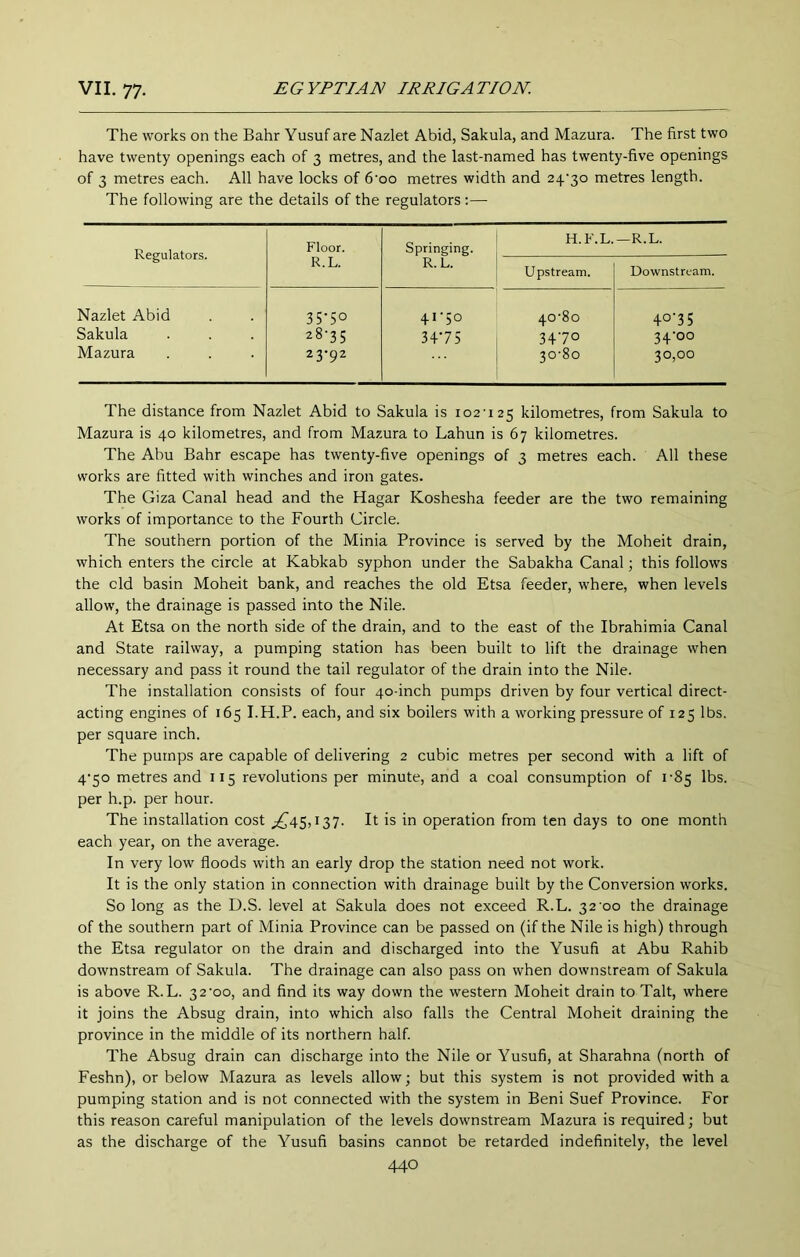 VII. 77. EGYPTIAN IRRIGATION.
The works on the Bahr Yusuf are Nazlet Abid, Sakula, and Mazura. The first two
have twenty openings each of 3 metres, and the last-named has twenty-five openings
of 3 metres each. All have locks of 6·00 metres width and 24·30 metres length.
The following are the details of the regulators:—
Regulators. Floor. R.L. Springing. R.L. H.F.L.—R.L.
Upstream. Downstream.
Nazlet Abid . . 35·50 41·50 40·80 40·35
Sakula . . . 28·35 34·75 34·70 34·00
Mazura . . . 23·92 ... 30·80 30,00
The distance from Nazlet Abid to Sakula is 102·125 kilometres, from Sakula to
Mazura is 40 kilometres, and from Mazura to Lahun is 67 kilometres.
The Abu Bahr escape has twenty-five openings of 3 metres each. All these
works are fitted with winches and iron gates.
The Giza Canal head and the Hagar Koshesha feeder are the two remaining
works of importance to the Fourth Circle.
The southern portion of the Minia Province is served by the Moheit drain,
which enters the circle at Kabkab syphon under the Sabakha Canal; this follows
the cld basin Moheit bank, and reaches the old Etsa feeder, where, when levels
allow, the drainage is passed into the Nile.
At Etsa on the north side of the drain, and to the east of the Ibrahimia Canal
and State railway, a pumping station has been built to lift the drainage when
necessary and pass it round the tail regulator of the drain into the Nile.
The installation consists of four 40-inch pumps driven by four vertical direct-
acting engines of 165 I.H.P. each, and six boilers with a working pressure of 125 lbs.
per square inch.
The pumps are capable of delivering 2 cubic metres per second with a lift of
4·50 metres and 115 revolutions per minute, and a coal consumption of 1·85 lbs.
per h.p. per hour.
The installation cost £45,137. It is in operation from ten days to one month
each year, on the average.
In very low floods with an early drop the station need not work.
It is the only station in connection with drainage built by the Conversion works.
So long as the D.S. level at Sakula does not exceed R.L. 32·00 the drainage
of the southern part of Minia Province can be passed on (if the Nile is high) through
the Etsa regulator on the drain and discharged into the Yusufi at Abu Rahib
downstream of Sakula. The drainage can also pass on when downstream of Sakula
is above R.L. 32·00, and find its way down the western Moheit drain to Talt, where
it joins the Absug drain, into which also falls the Central Moheit draining the
province in the middle of its northern half.
The Absug drain can discharge into the Nile or Yusufi, at Sharahna (north of
Feshn), or below Mazura as levels allow; but this system is not provided with a
pumping station and is not connected with the system in Beni Suef Province. For
this reason careful manipulation of the levels downstream Mazura is required; but
as the discharge of the Yusufi basins cannot be retarded indefinitely, the level
440